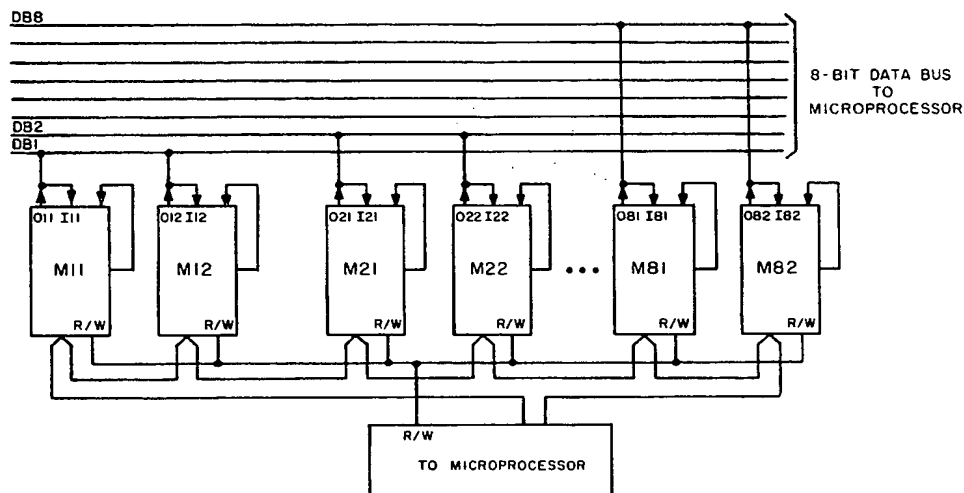 DB8
8-BIT DATA BUS
TO
MICROPROCESSOR
DB2
DB1
O11 I11
O12 I12
O21 I21
O22 I22
O81 I81
O82 I82
M11
M12
M21
M22
M81
M82
R/W
R/W
R/W
R/W
R/W
R/W
R/W
TO MICROPROCESSOR